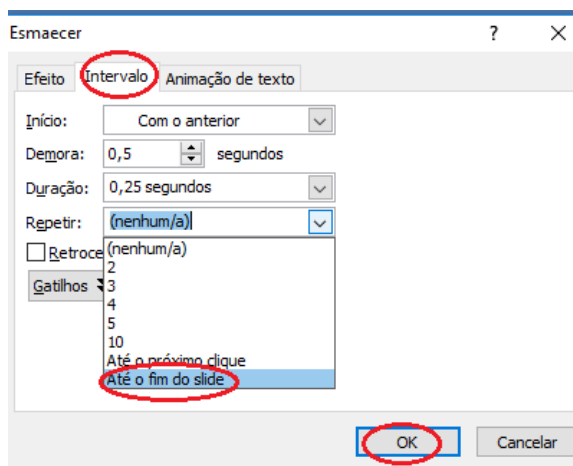 Esmaecer ?
Efeito Intervalo Animação de texto
Início: Com o anterior
Demora: 0,5 segundos
Duração: 0,25 segundos
Repetir: (nenhum/a)
Retroce (nenhum/a)
2
Gatilhos 3
4
5
10
Até o próximo clique
Até o fim do slide
OK Cancelar